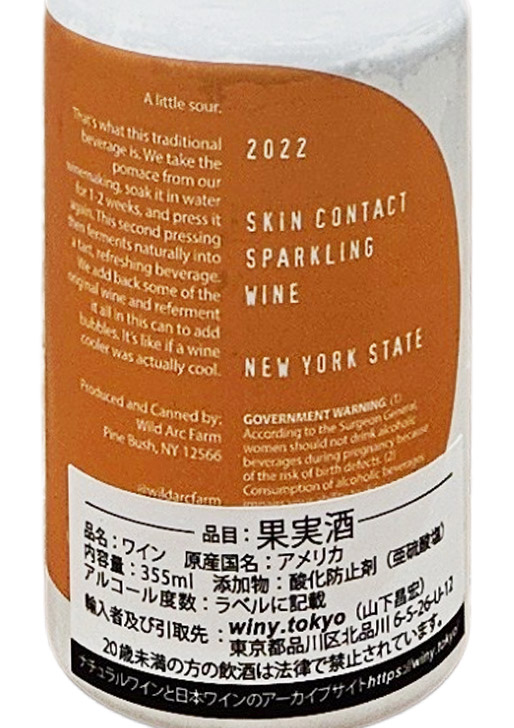 A little sour.
That's what this traditional
beverage is. We take the
pomace from our
winemaking, soak it in water
for 1-2 weeks, and press it
again. This second pressing
then ferments naturally into
a tart, refreshing beverage.
We add back some of the
original wine and referment
it all in this can to add
bubbles. It's like if a wine
cooler was actually cool.
Produced and Canned by:
Wild Arc Farm
Pine Bush, NY 12566
@wildarcfarm
2022
SKIN CONTACT
SPARKLING
WINE
NEW YORK STATE
GOVERNMENT WARNING: (1)
According to the Surgeon General,
women should not drink alcoholic
beverages during pregnancy because
of the risk of birth defects. (2)
Consumption of alcoholic beverages
品目：果実酒
品名：ワイン 原産国名：アメリカ
内容量：355ml 添加物：酸化防止剤（亜硫酸塩）
アルコール度数：ラベルに記載
輸入者及び引取先：winy.tokyo（山下昌宏）
東京都品川区北品川6-5-26-U-12
20歳未満の方の飲酒は法律で禁止されています。
ナチュラルワインと日本ワインのアーカイブサイトhttps://winy.tokyo